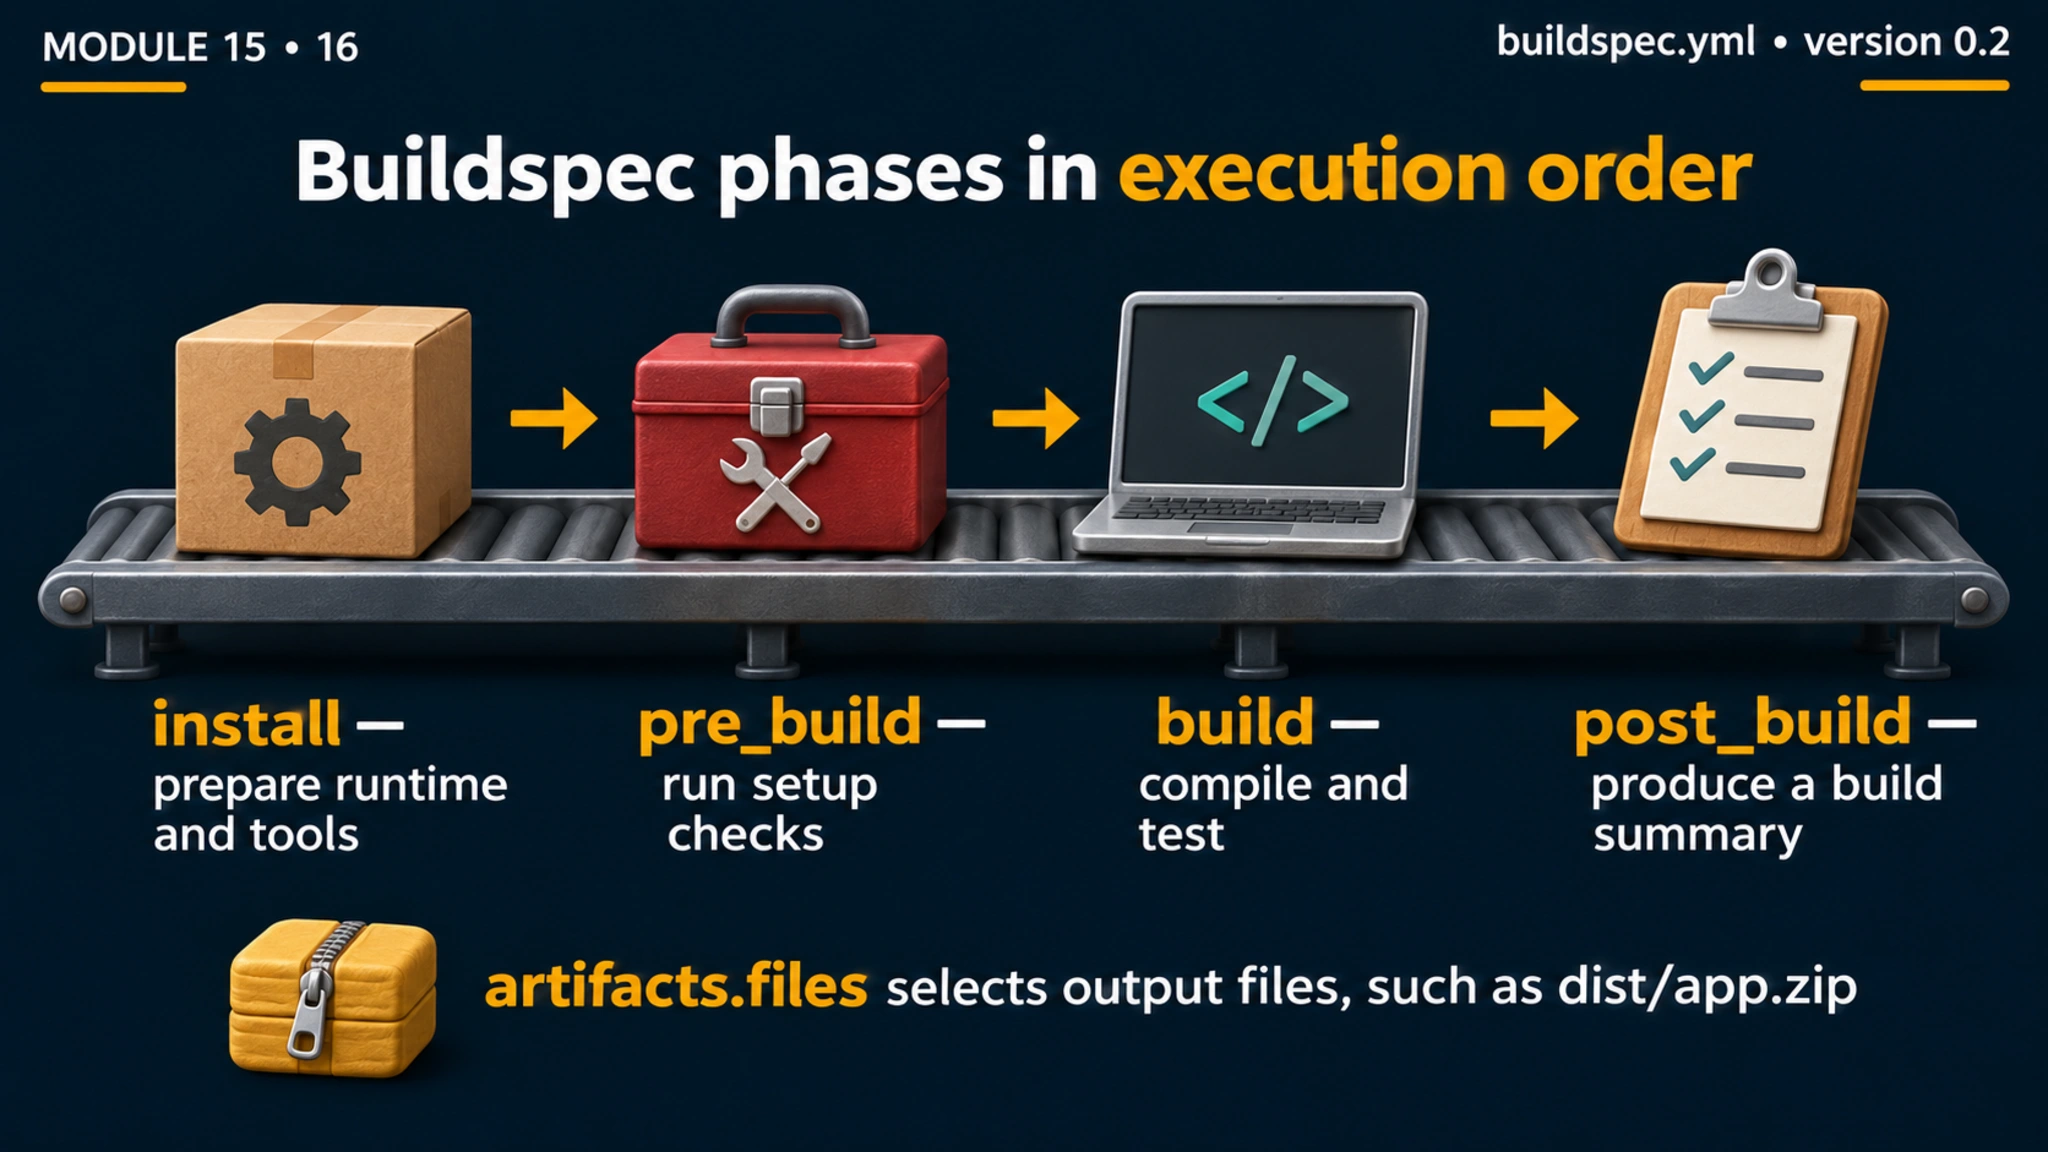 MODULE 15 • 16
buildspec.yml • version 0.2
Buildspec phases in execution order
</>
install —
prepare runtime
and tools
pre_build —
run setup
checks
build —
compile and
test
post_build —
produce a build
summary
artifacts.files selects output files, such as dist/app.zip